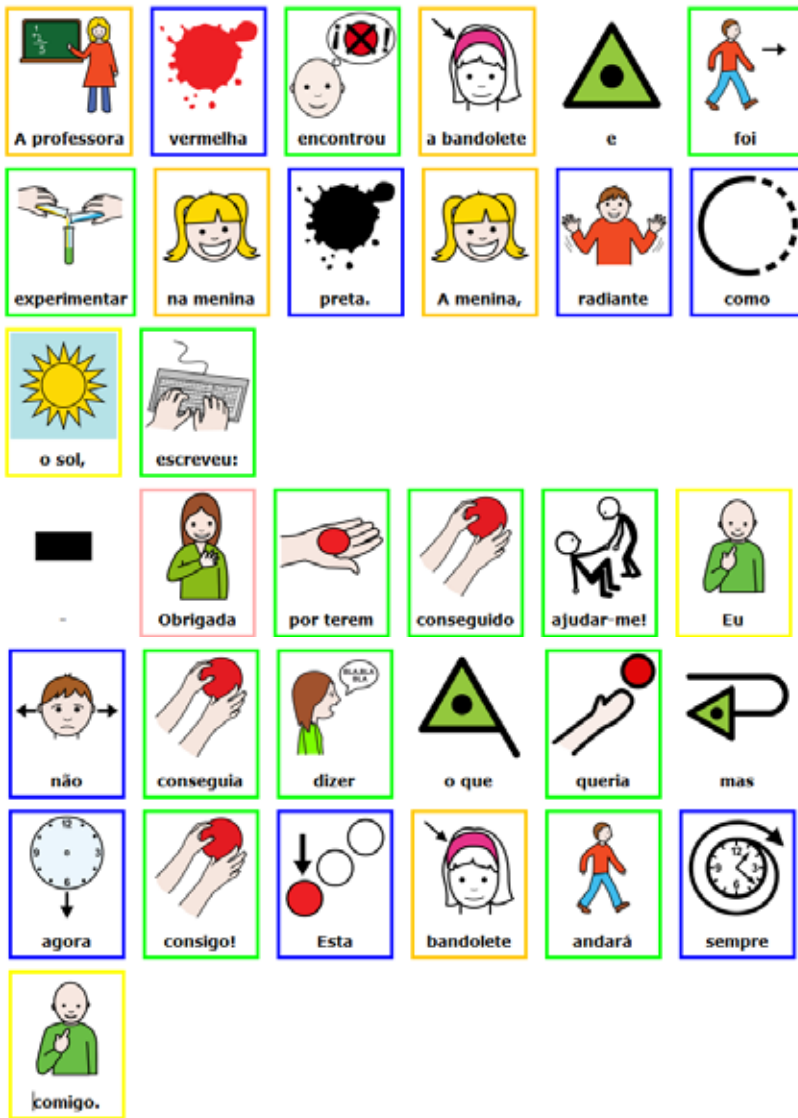 A professora vermelha encontrou a bandolete e foi
experimentar na menina preta. A menina, radiante como
o sol, escreveu:
- Obrigada por terem conseguido ajudar-me! Eu
não conseguia dizer o que queria mas
agora consigo! Esta bandolete andará sempre
comigo.